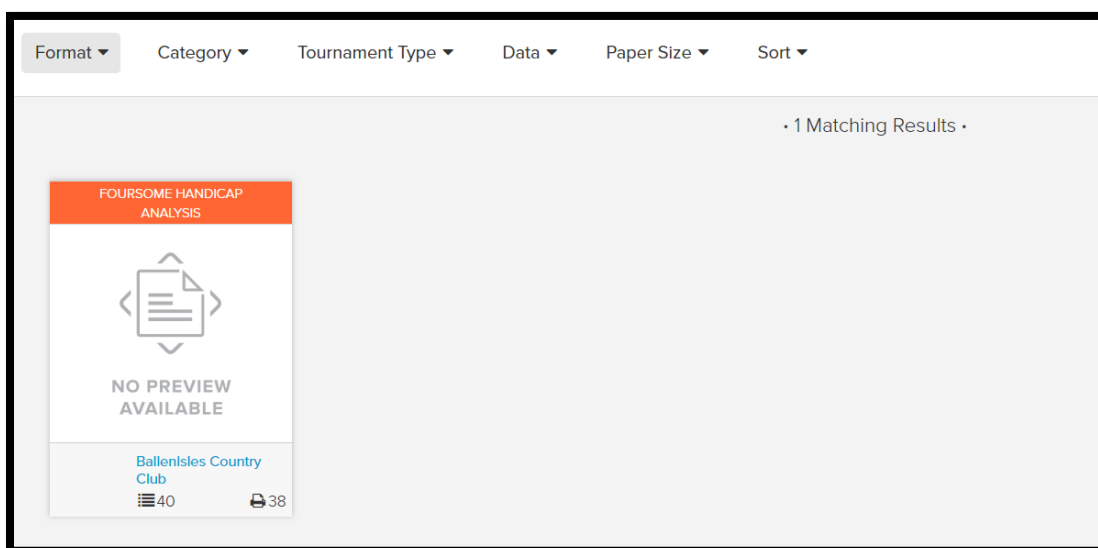 Format Category Tournament Type Data Paper Size Sort
• 1 Matching Results •
FOURSOME HANDICAP
ANALYSIS
NO PREVIEW
AVAILABLE
BallenIsles Country
Club
40 38